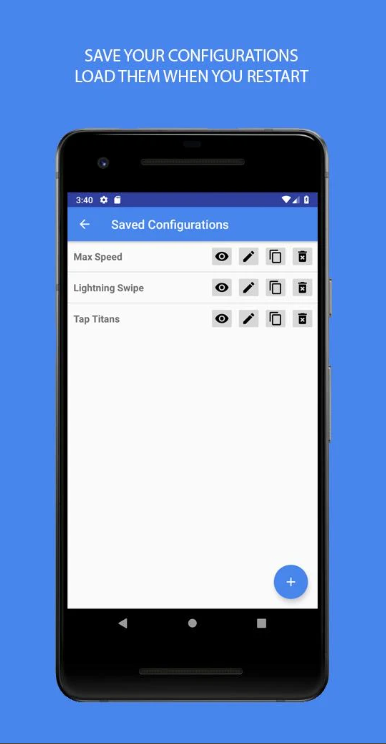 SAVE YOUR CONFIGURATIONS
LOAD THEM WHEN YOU RESTART
3:40
Saved Configurations
Max Speed
Lightning Swipe
Tap Titans